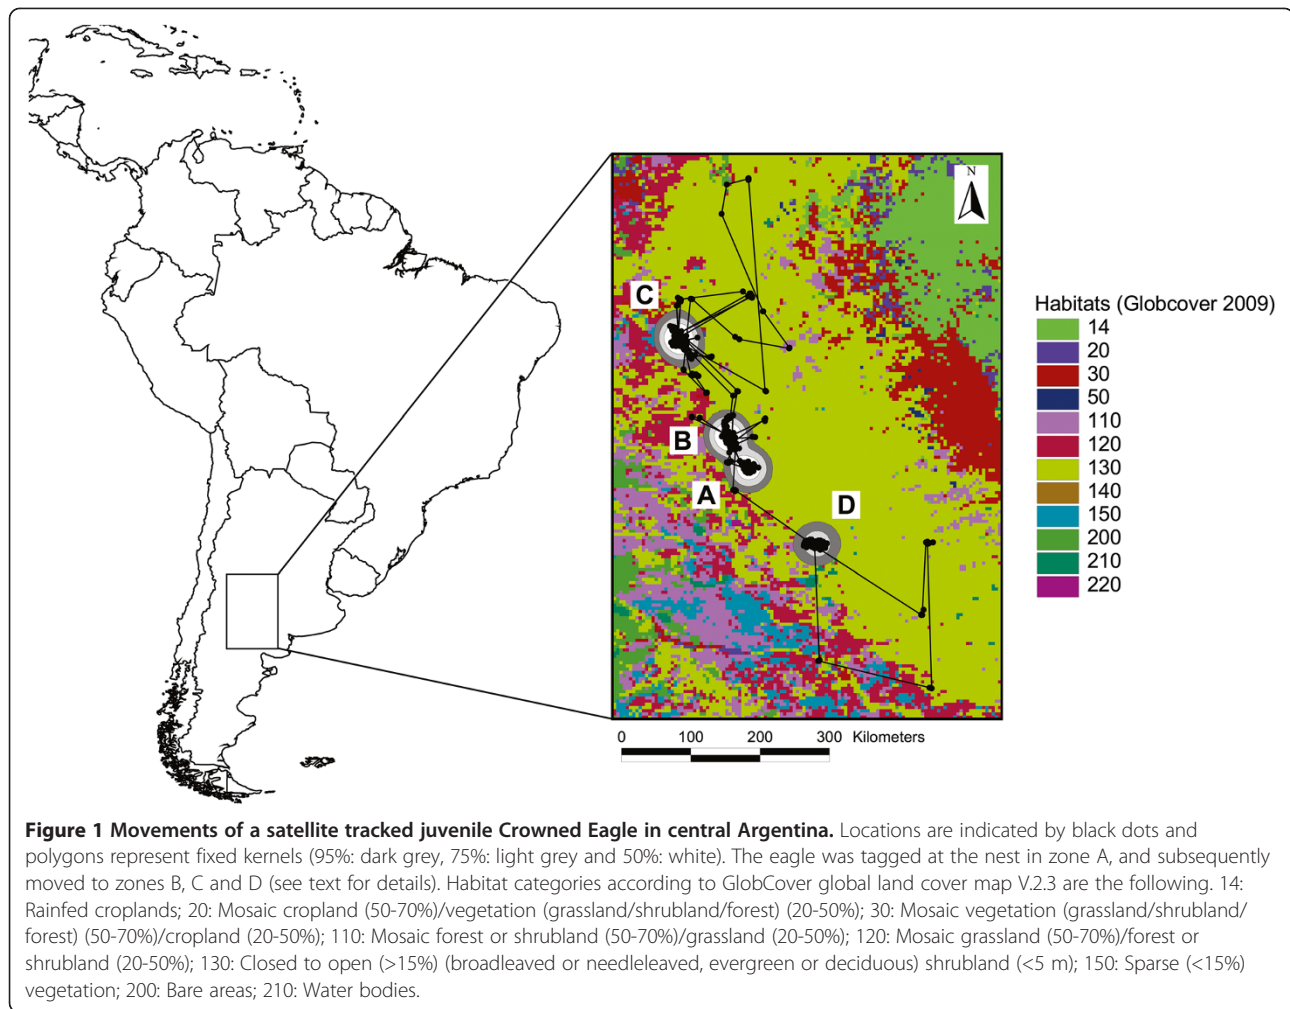 N
C
B
A
D
0 100 200 300 Kilometers
Habitats (Globcover 2009)
14
20
30
50
110
120
130
140
150
200
210
220
Figure 1 Movements of a satellite tracked juvenile Crowned Eagle in central Argentina. Locations are indicated by black dots and
polygons represent fixed kernels (95%: dark grey, 75%: light grey and 50%: white). The eagle was tagged at the nest in zone A, and subsequently
moved to zones B, C and D (see text for details). Habitat categories according to GlobCover global land cover map V.2.3 are the following. 14:
Rainfed croplands; 20: Mosaic cropland (50-70%)/vegetation (grassland/shrubland/forest) (20-50%); 30: Mosaic vegetation (grassland/shrubland/
forest) (50-70%)/cropland (20-50%); 110: Mosaic forest or shrubland (50-70%)/grassland (20-50%); 120: Mosaic grassland (50-70%)/forest or
shrubland (20-50%); 130: Closed to open (>15%) (broadleaved or needleleaved, evergreen or deciduous) shrubland (<5 m); 150: Sparse (<15%)
vegetation; 200: Bare areas; 210: Water bodies.